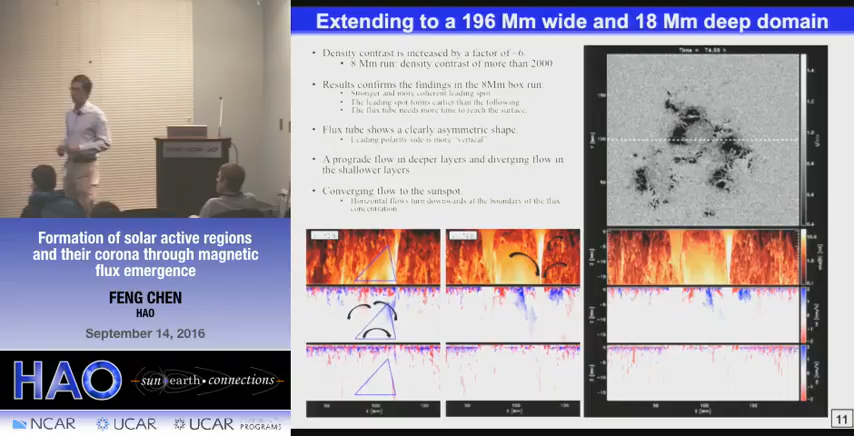 Extending to a 196 Mm wide and 18 Mm deep domain
• Density contrast is increased by a factor of ~6.
• 8 Mm run: density contrast of more than 2000
• Results confirms the findings in the 8Mm box run:
• Stronger and more coherent leading spot
• The leading spot forms earlier than the following.
• The flux tube needs more time to reach the surface.
• Flux tube shows a clearly asymmetric shape.
• Leading polarity side is more "vertical"
• A prograde flow in deeper layers and diverging flow in
the shallower layers
• Converging flow to the sunspot.
• Horizontal flows turn downwards at the boundary of the flux
concentration
11
Formation of solar active regions
and their corona through magnetic
flux emergence
FENG CHEN
HAO
September 14, 2016
HAO
sun earth • connections
NCAR
UCAR
UCAR
PROGRAMS